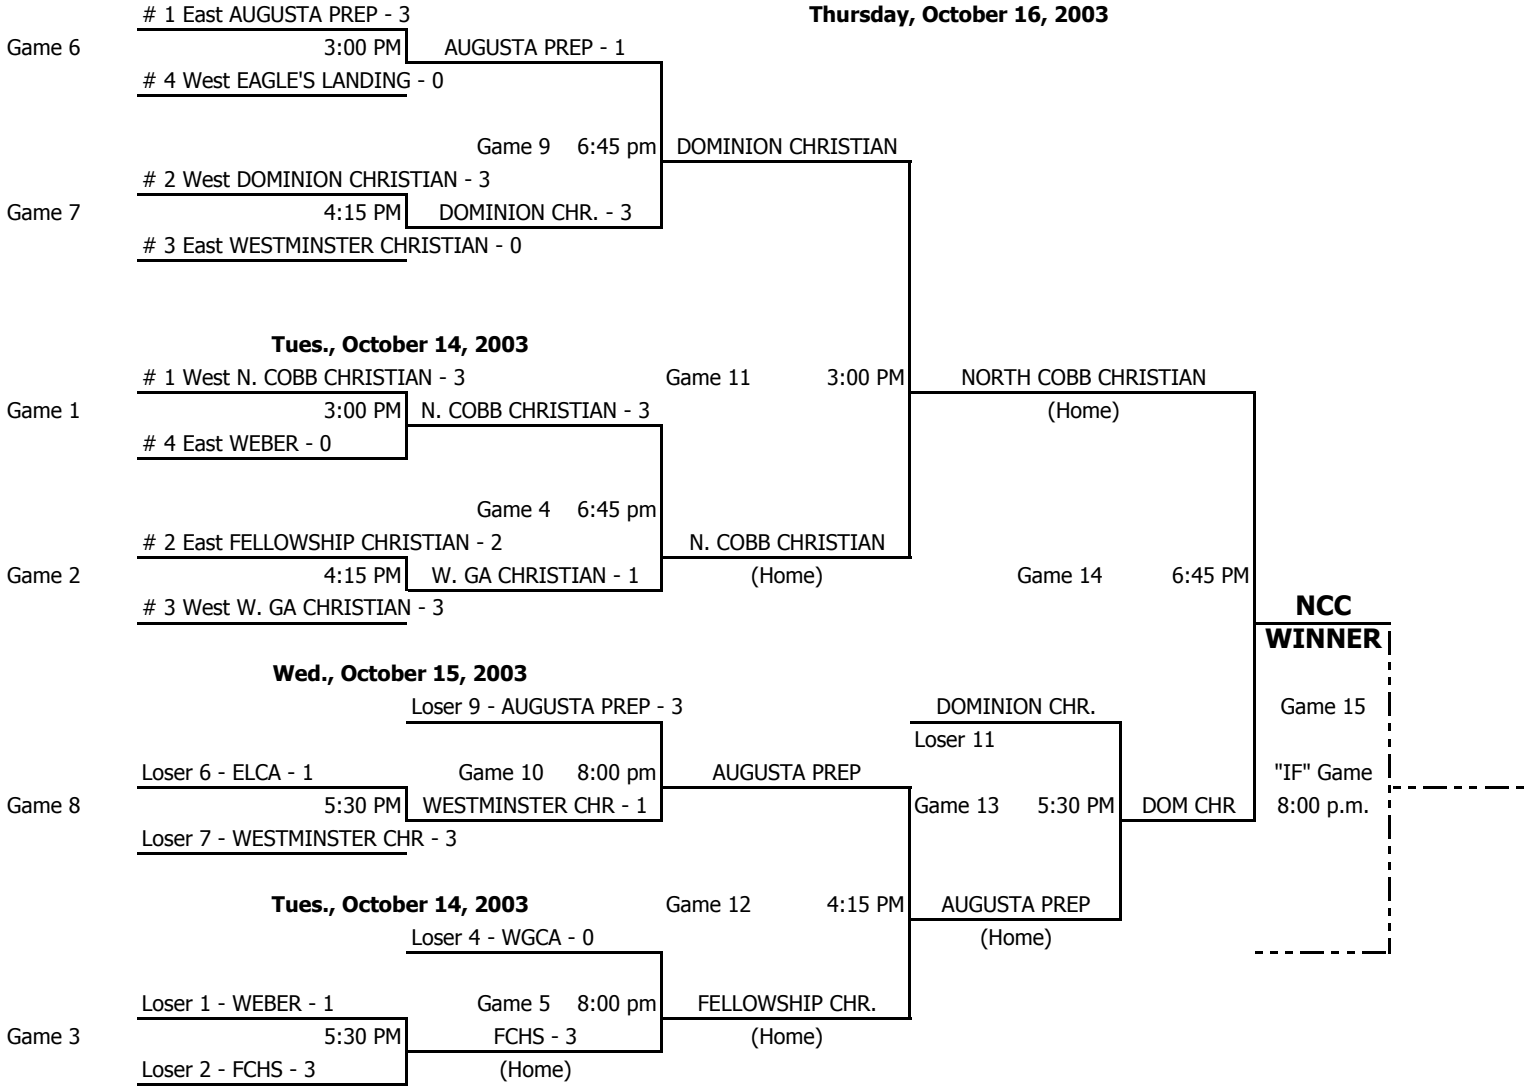 # 1 East AUGUSTA PREP - 3
Thursday, October 16, 2003
Game 6
3:00 PM
AUGUSTA PREP - 1
# 4 West EAGLE'S LANDING - 0
Game 9 6:45 pm
DOMINION CHRISTIAN
# 2 West DOMINION CHRISTIAN - 3
Game 7
4:15 PM
DOMINION CHR. - 3
# 3 East WESTMINSTER CHRISTIAN - 0
Tues., October 14, 2003
# 1 West N. COBB CHRISTIAN - 3
Game 11 3:00 PM
NORTH COBB CHRISTIAN
Game 1
3:00 PM
N. COBB CHRISTIAN - 3
(Home)
# 4 East WEBER - 0
Game 4 6:45 pm
# 2 East FELLOWSHIP CHRISTIAN - 2
N. COBB CHRISTIAN
Game 2
4:15 PM
W. GA CHRISTIAN - 1
(Home)
Game 14 6:45 PM
# 3 West W. GA CHRISTIAN - 3
NCC
WINNER
Wed., October 15, 2003
Loser 9 - AUGUSTA PREP - 3
DOMINION CHR.
Game 15
Loser 11
Loser 6 - ELCA - 1
Game 10 8:00 pm
AUGUSTA PREP
"IF" Game
Game 8
5:30 PM
WESTMINSTER CHR - 1
Game 13 5:30 PM
DOM CHR
8:00 p.m.
Loser 7 - WESTMINSTER CHR - 3
Tues., October 14, 2003
Game 12 4:15 PM
AUGUSTA PREP
Loser 4 - WGCA - 0
(Home)
Loser 1 - WEBER - 1
Game 5 8:00 pm
FELLOWSHIP CHR.
Game 3
5:30 PM
FCHS - 3
(Home)
Loser 2 - FCHS - 3
(Home)